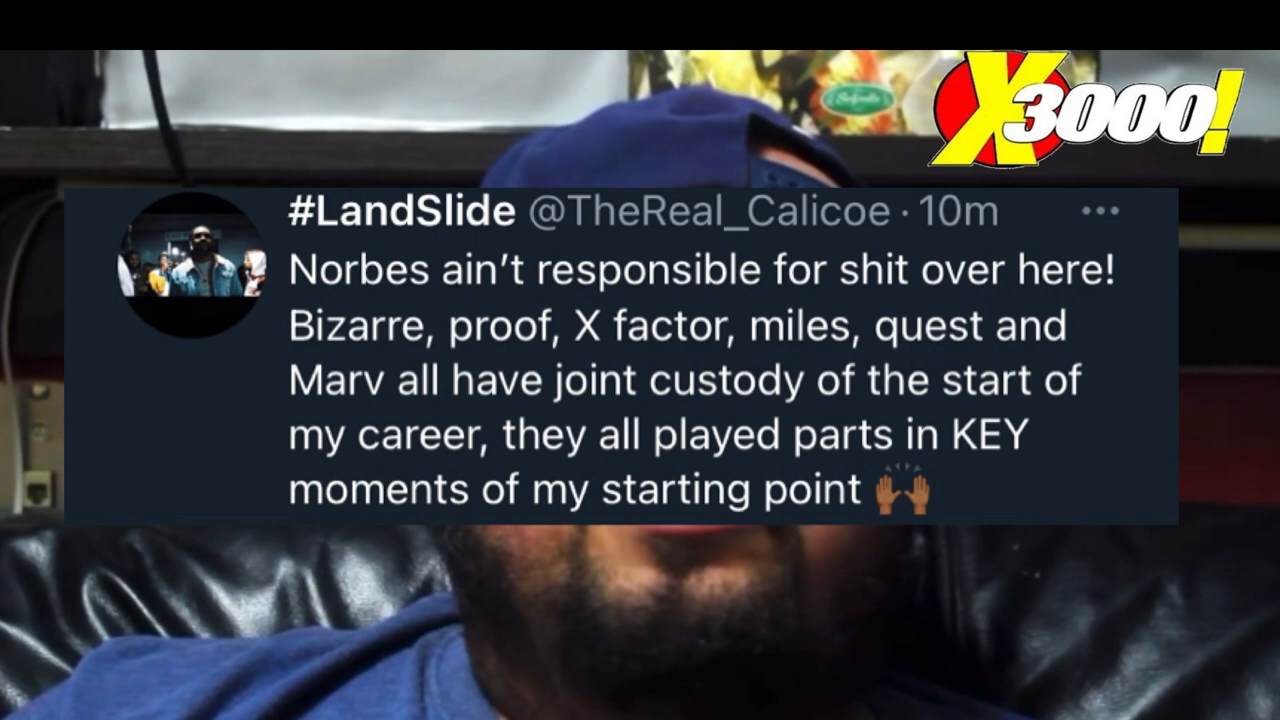 X3000!
#LandSlide @TheReal_Calicoe · 10m
Norbes ain’t responsible for shit over here!
Bizarre, proof, X factor, miles, quest and
Marv all have joint custody of the start of
my career, they all played parts in KEY
moments of my starting point 🙌🏾